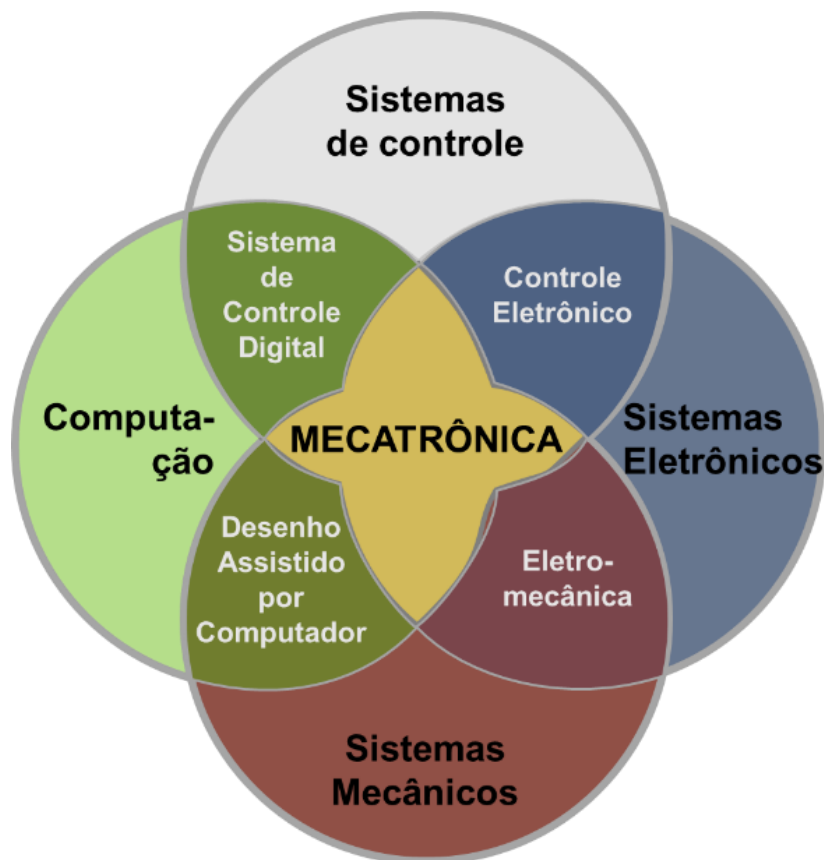 Sistemas
de controle
Sistema
de
Controle
Digital
Controle
Eletrônico
Computa-
ção
MECATRÔNICA
Sistemas
Eletrônicos
Desenho
Assistido
por
Computador
Eletro-
mecânica
Sistemas
Mecânicos